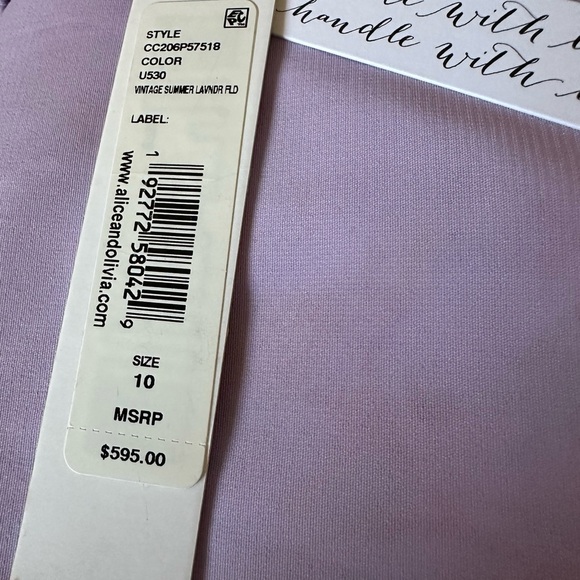 STYLE
CC206P57518
COLOR
U530
VINTAGE SUMMER LAVNDR FLD
LABEL:
1 92772 58042 9
www.aliceandolivia.com
SIZE
10
MSRP
$595.00
with
handle with